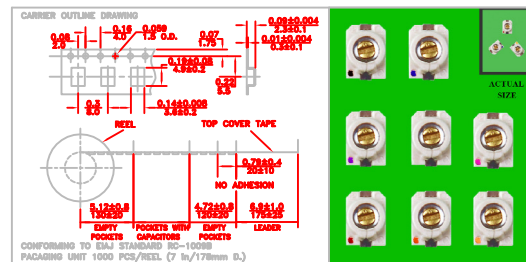 CARRIER OUTLINE DRAWING
0.08
2.0
0.16
4.0
0.059
1.5 O.D.
0.07
1.75
0.09±0.004
2.3±0.1
0.01±0.004
0.3±0.1
0.19±0.08
4.9±0.2
0.22
5.5
0.3
8.0
0.14±0.008
3.6±0.2
REEL
TOP COVER TAPE
0.79±0.4
20±10
NO ADHESION
5.12±0.8
130±20
4.72±0.8
120±20
6.9±1.0
175±25
EMPTY
POCKETS
POCKETS WITH
CAPACITORS
EMPTY
POCKETS
LEADER
CONFORMING TO EIAJ STANDARD RC-1009B
PACAGING UNIT 1000 PCS/REEL (7 in/178mm D.)
ACTUAL
SIZE